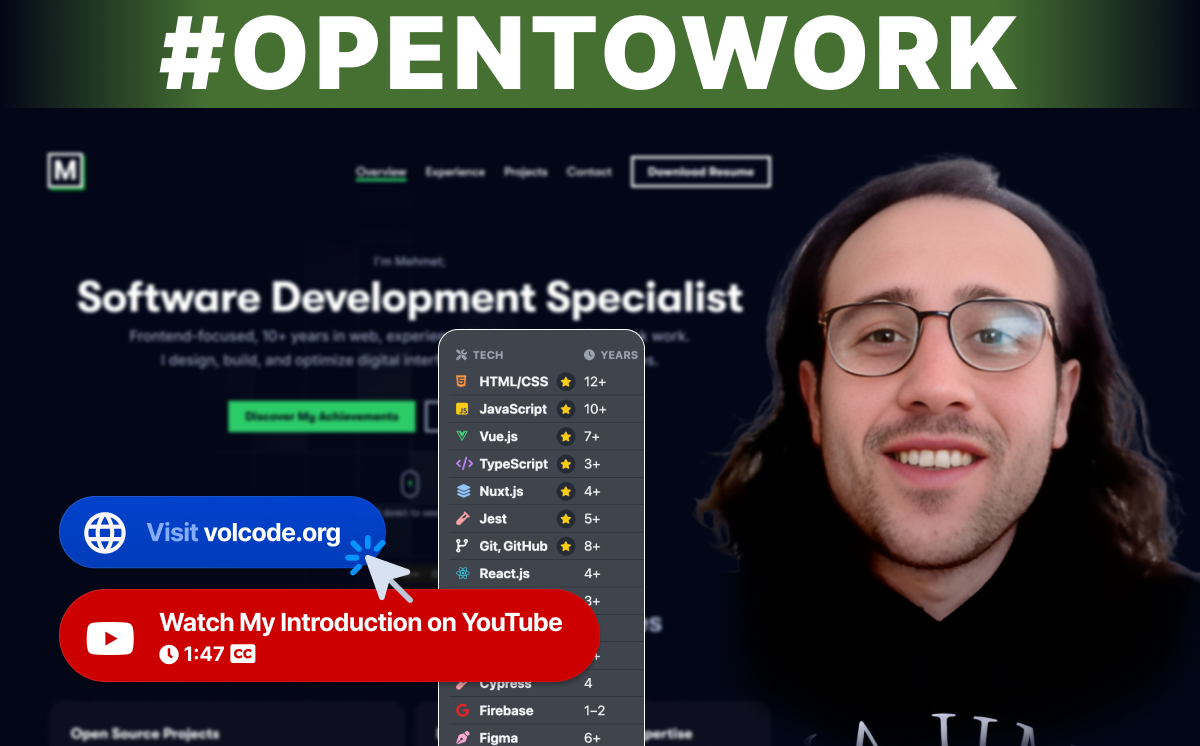 #OPENTOWORK
M
Overview Experience Projects Contact Download Resume
I'm Mehmet;
Software Development Specialist
Frontend-focused, 10+ years in web, work.
I design, build, and optimize digital
Discover My Achievements
TECH YEARS
HTML/CSS 12+
JavaScript 10+
Vue.js 7+
TypeScript 3+
Nuxt.js 4+
Jest 5+
Git, GitHub 8+
React.js 4+
3+
Visit volcode.org
Watch My Introduction on YouTube
1:47 CC
Cypress 4
Firebase 1–2
Figma 6+
Open Source Projects